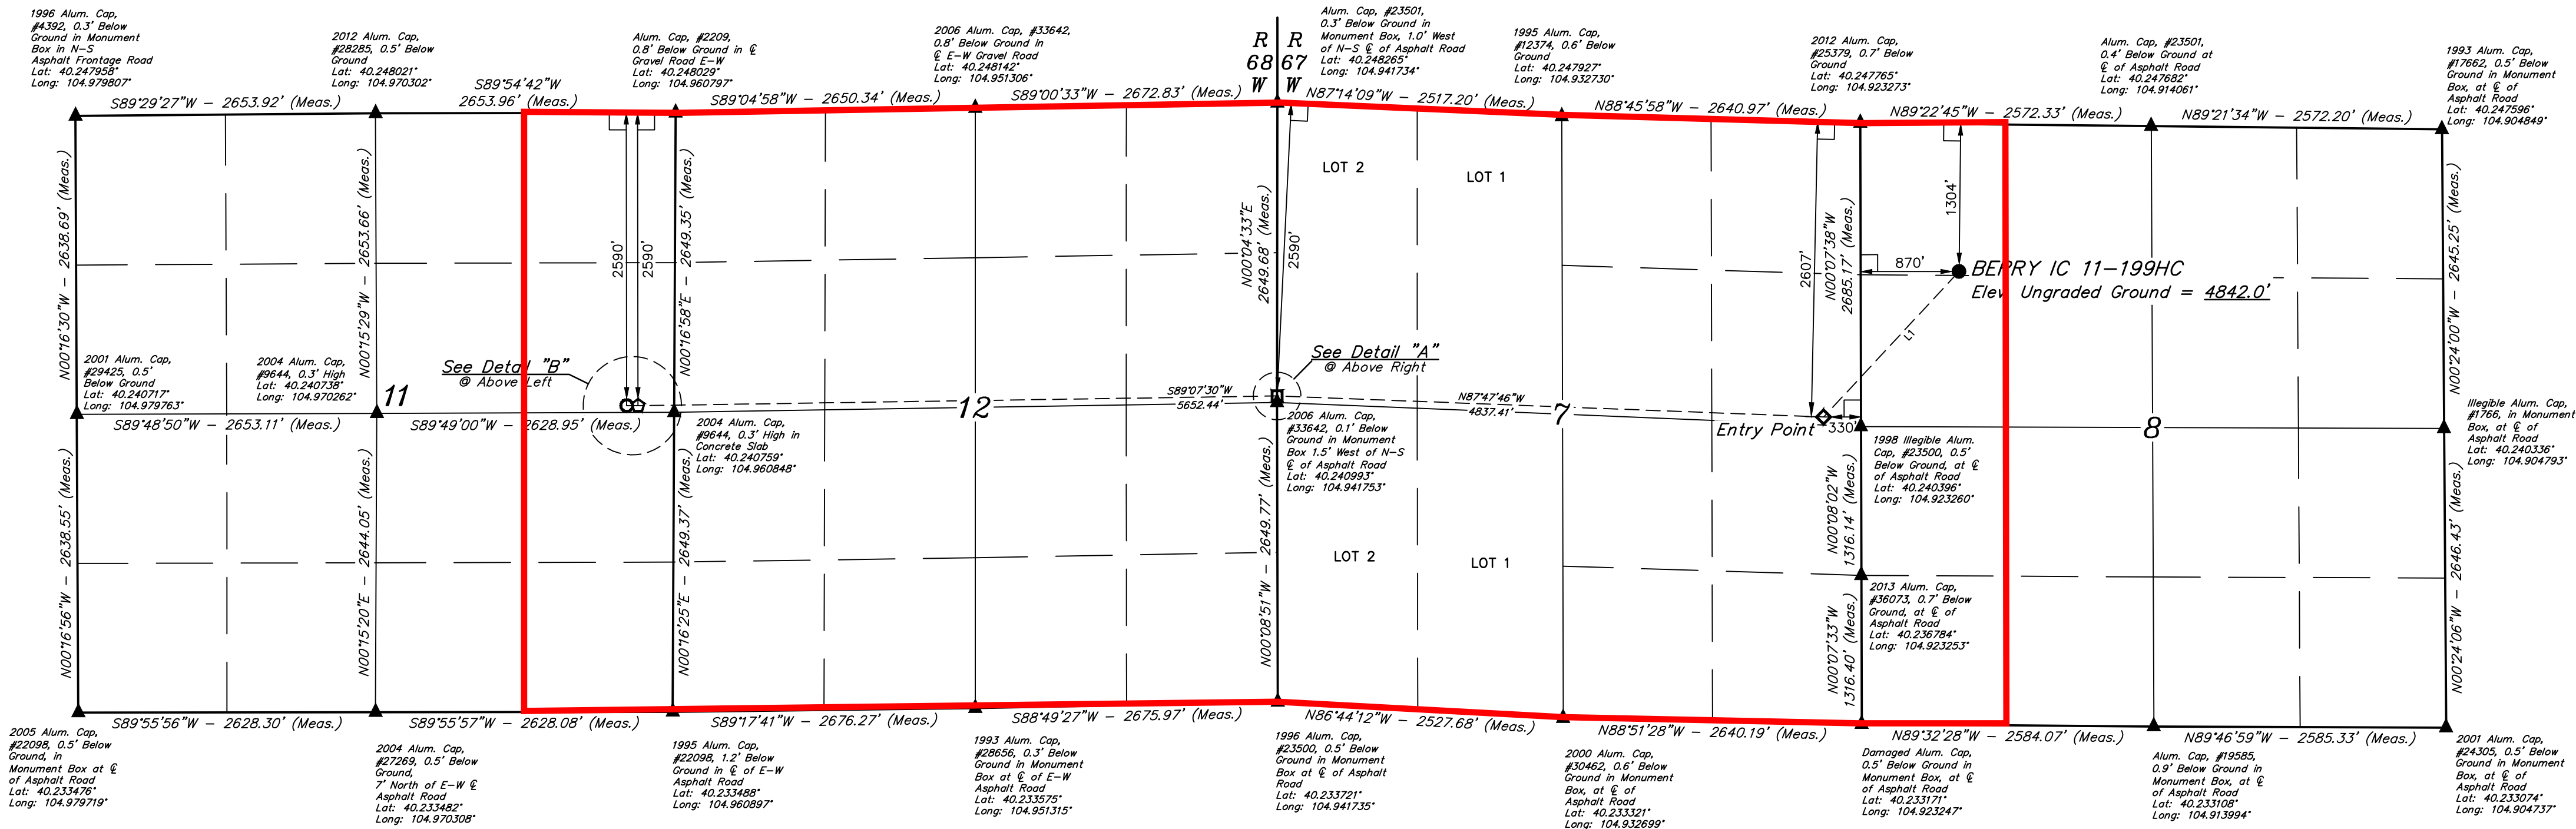 1996 Alum. Cap,
#4392, 0.3' Below
Ground in Monument
Box in N-S
Asphalt Frontage Road
Lat: 40.247958°
Long: 104.979807°
2012 Alum. Cap,
#28285, 0.5' Below
Ground
Lat: 40.248021°
Long: 104.970302°
Alum. Cap, #2209,
0.8' Below Ground in ℄
Gravel Road E-W
Lat: 40.248029°
Long: 104.960797°
2006 Alum. Cap, #33642,
0.8' Below Ground in
℄ E-W Gravel Road
Lat: 40.248142°
Long: 104.951306°
R R
68 67
W W
Alum. Cap, #23501,
0.3' Below Ground in
Monument Box, 1.0' West
of N-S ℄ of Asphalt Road
Lat: 40.248265°
Long: 104.941734°
1995 Alum. Cap,
#12374, 0.6' Below
Ground
Lat: 40.247927°
Long: 104.932730°
2012 Alum. Cap,
#25379, 0.7' Below
Ground
Lat: 40.247765°
Long: 104.923273°
Alum. Cap, #23501,
0.4' Below Ground at
℄ of Asphalt Road
Lat: 40.247682°
Long: 104.914061°
1993 Alum. Cap,
#17662, 0.5' Below
Ground in Monument
Box, at ℄ of
Asphalt Road
Lat: 40.247596°
Long: 104.904849°
S89°29'27"W - 2653.92' (Meas.)
S89°54'42"W
2653.96' (Meas.)
S89°04'58"W - 2650.34' (Meas.)
S89°00'33"W - 2672.83' (Meas.)
N87°14'09"W - 2517.20' (Meas.)
N88°45'58"W - 2640.97' (Meas.)
N89°22'45"W - 2572.33' (Meas.)
N89°21'34"W - 2572.20' (Meas.)
N00°16'30"W - 2638.69' (Meas.)
N00°15'29"W - 2653.66' (Meas.)
2590'
2590'
N00°16'58"E - 2649.35' (Meas.)
N00°04'33"E
2649.68' (Meas.)
2590'
LOT 2
LOT 1
2607'
N00°07'38"W
2685.17' (Meas.)
1304'
870'
BERRY IC 11-199HC
Elev Ungraded Ground = 4842.0'
L1
N00°24'00"W - 2645.25' (Meas.)
2001 Alum. Cap,
#29425, 0.5'
Below Ground
Lat: 40.240717°
Long: 104.979763°
2004 Alum. Cap,
#9644, 0.3' High
Lat: 40.240738°
Long: 104.970262°
11
See Detail "B"
@ Above Left
See Detail "A"
@ Above Right
S89°07'30"W
5652.44'
12
N87°47'46"W
4837.41'
7
Entry Point
330'
8
S89°48'50"W - 2653.11' (Meas.)
S89°49'00"W - 2628.95' (Meas.)
2004 Alum. Cap,
#9644, 0.3' High in
Concrete Slab
Lat: 40.240759°
Long: 104.960848°
2006 Alum. Cap,
#33642, 0.1' Below
Ground in Monument
Box 1.5' West of N-S
℄ of Asphalt Road
Lat: 40.240993°
Long: 104.941753°
1998 Illegible Alum.
Cap, #23500, 0.5'
Below Ground, at ℄
of Asphalt Road
Lat: 40.240396°
Long: 104.923260°
Illegible Alum. Cap,
#1766, in Monument
Box, at ℄ of
Asphalt Road
Lat: 40.240336°
Long: 104.904793°
N00°16'56"W - 2638.55' (Meas.)
N00°15'20"E - 2644.05' (Meas.)
N00°16'25"E - 2649.37' (Meas.)
N00°08'51"W - 2649.77' (Meas.)
LOT 2
LOT 1
N00°08'02"W
1316.14' (Meas.)
N00°07'33"W
1316.40' (Meas.)
2013 Alum. Cap,
#36073, 0.7' Below
Ground, at ℄ of
Asphalt Road
Lat: 40.236784°
Long: 104.923253°
N00°24'06"W - 2646.43' (Meas.)
S89°55'56"W - 2628.30' (Meas.)
S89°55'57"W - 2628.08' (Meas.)
S89°17'41"W - 2676.27' (Meas.)
S88°49'27"W - 2675.97' (Meas.)
N86°44'12"W - 2527.68' (Meas.)
N88°51'28"W - 2640.19' (Meas.)
N89°32'28"W - 2584.07' (Meas.)
N89°46'59"W - 2585.33' (Meas.)
2005 Alum. Cap,
#22098, 0.5' Below
Ground, in
Monument Box at ℄
of Asphalt Road
Lat: 40.233476°
Long: 104.979719°
2004 Alum. Cap,
#27269, 0.5' Below
Ground,
7' North of E-W ℄
Asphalt Road
Lat: 40.233482°
Long: 104.970308°
1995 Alum. Cap,
#22098, 1.2' Below
Ground in ℄ of E-W
Asphalt Road
Lat: 40.233488°
Long: 104.960897°
1993 Alum. Cap,
#28656, 0.3' Below
Ground in Monument
Box at ℄ of E-W
Asphalt Road
Lat: 40.233575°
Long: 104.951315°
1996 Alum. Cap,
#23500, 0.5' Below
Ground in Monument
Box at ℄ of Asphalt
Road
Lat: 40.233721°
Long: 104.941735°
2000 Alum. Cap,
#30462, 0.6' Below
Ground in Monument
Box, at ℄ of
Asphalt Road
Lat: 40.233321°
Long: 104.932699°
Damaged Alum. Cap,
0.5' Below Ground in
Monument Box, at ℄
of Asphalt Road
Lat: 40.233171°
Long: 104.923247°
Alum. Cap, #19585,
0.9' Below Ground in
Monument Box, at ℄
of Asphalt Road
Lat: 40.233108°
Long: 104.913994°
2001 Alum. Cap,
#24305, 0.5' Below
Ground in Monument
Box, at ℄ of
Asphalt Road
Lat: 40.233074°
Long: 104.904737°